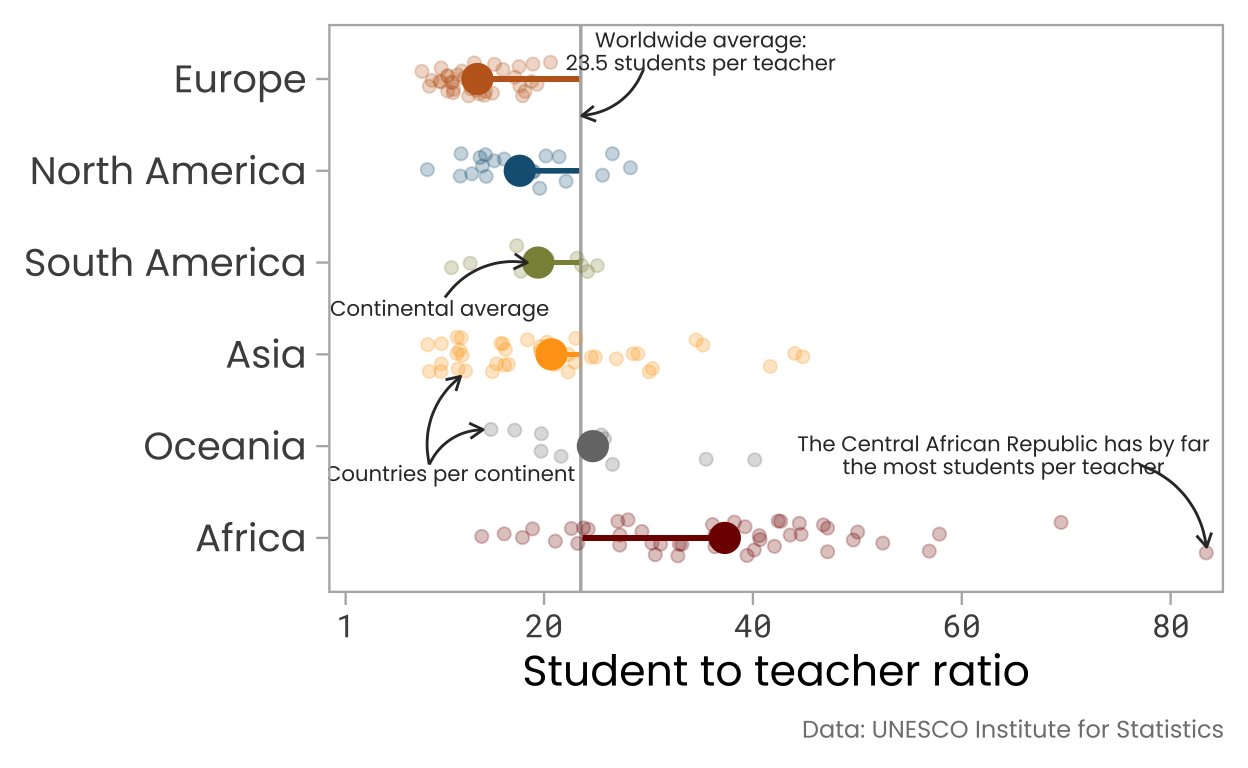 Worldwide average:
23.5 students per teacher
Europe
North America
South America
Continental average
Asia
Oceania
The Central African Republic has by far
the most students per teacher
Countries per continent
Africa
1 20 40 60 80
Student to teacher ratio
Data: UNESCO Institute for Statistics